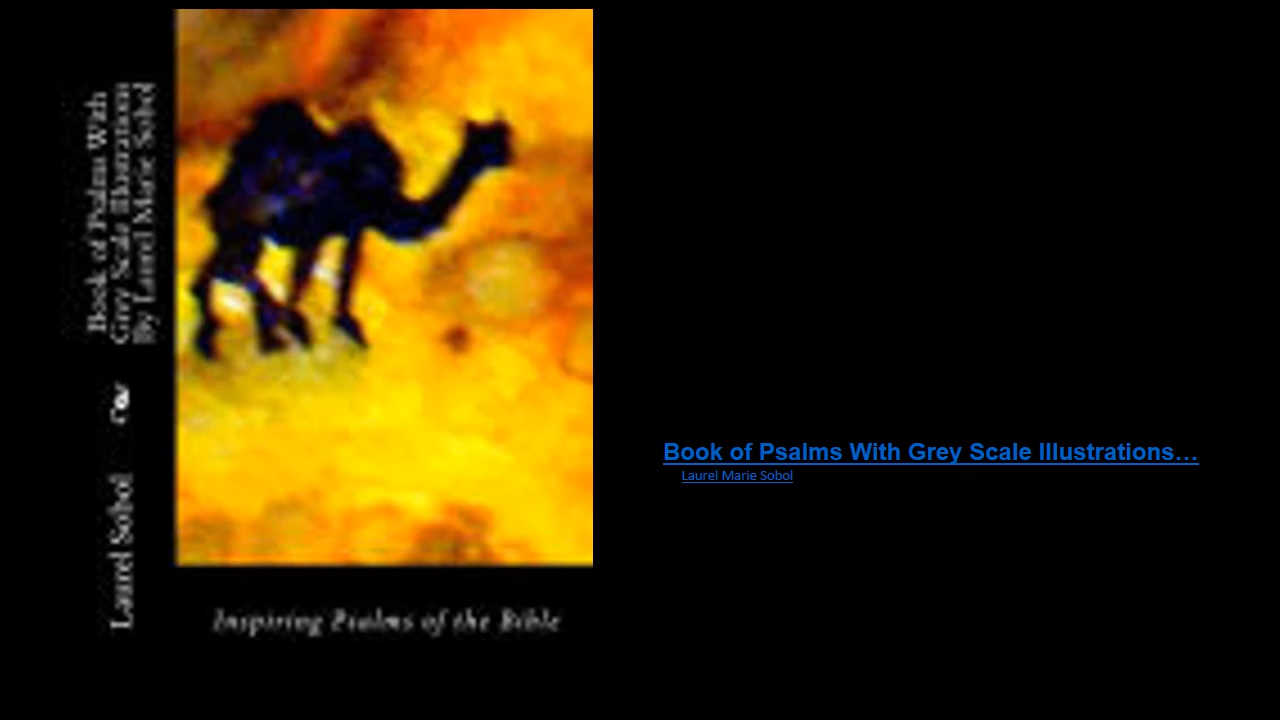 Book of Psalms With
Grey Scale Illustrations
By Laurel Marie Sobol
Laurel Sobol
Inspiring Psalms of the Bible
Book of Psalms With Grey Scale Illustrations…
Laurel Marie Sobol